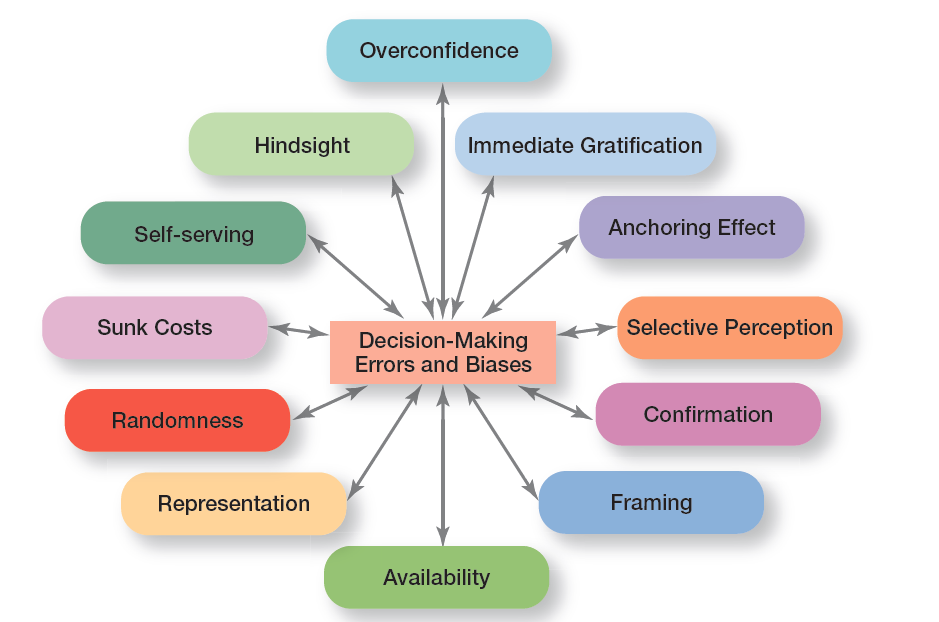 Overconfidence
Hindsight
Immediate Gratification
Self-serving
Anchoring Effect
Sunk Costs
Selective Perception
Decision-Making
Errors and Biases
Randomness
Confirmation
Representation
Framing
Availability